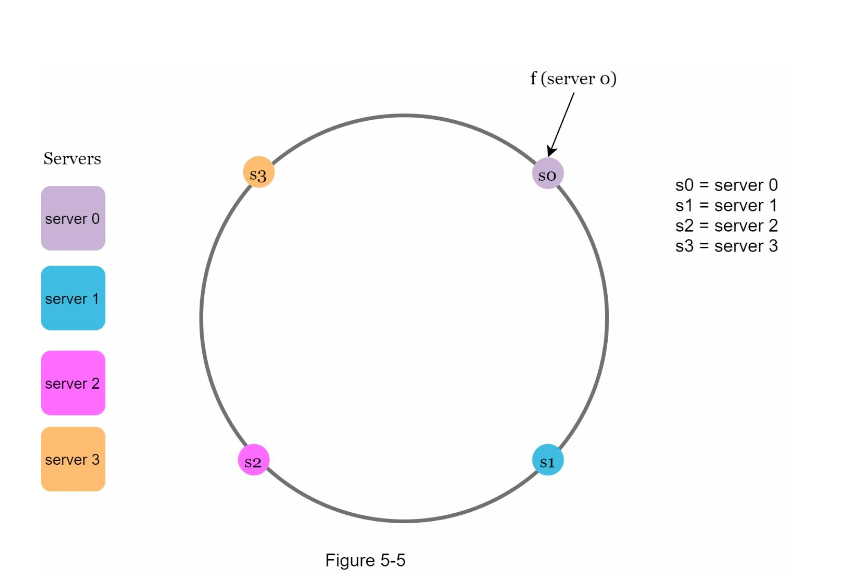 f (server 0)
Servers
server 0
server 1
server 2
server 3
s3
s0
s2
s1
s0 = server 0
s1 = server 1
s2 = server 2
s3 = server 3
Figure 5-5